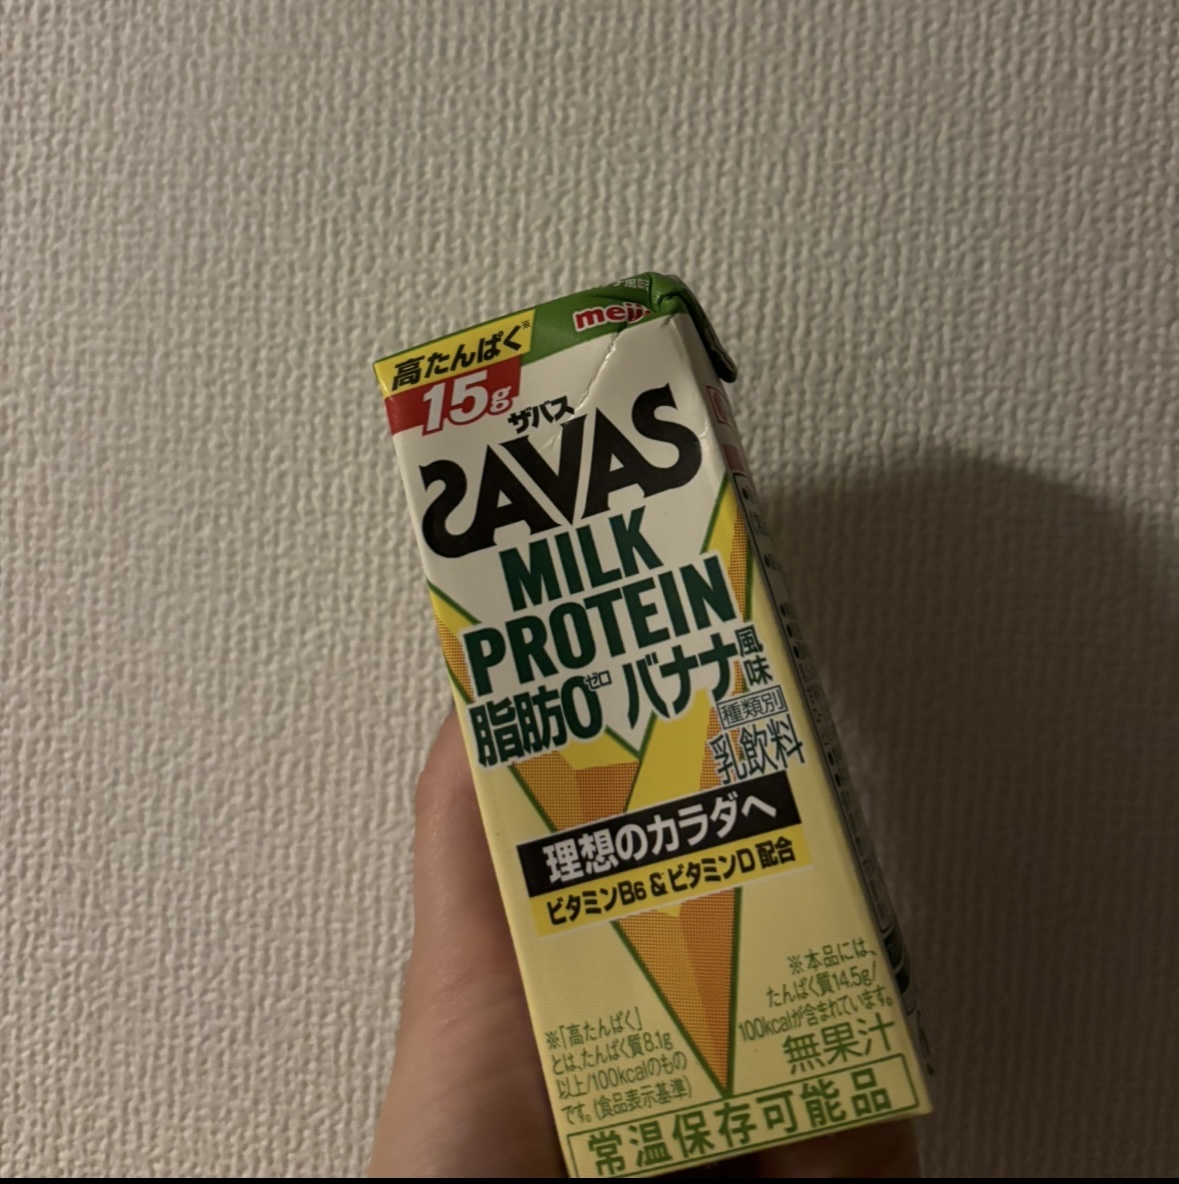 meiji
高たんぱく※
15g
ザバス
SAVAS
MILK
PROTEIN
脂肪0ゼロ バナナ風味
種類別
乳飲料
理想のカラダへ
ビタミンB6&ビタミンD配合
※本品には、
たんぱく質14.5g/
100kcalが含まれています。
無果汁
※「高たんぱく」
とは、たんぱく質8.1g
以上/100kcalのもの
です。(食品表示基準)
常温保存可能品